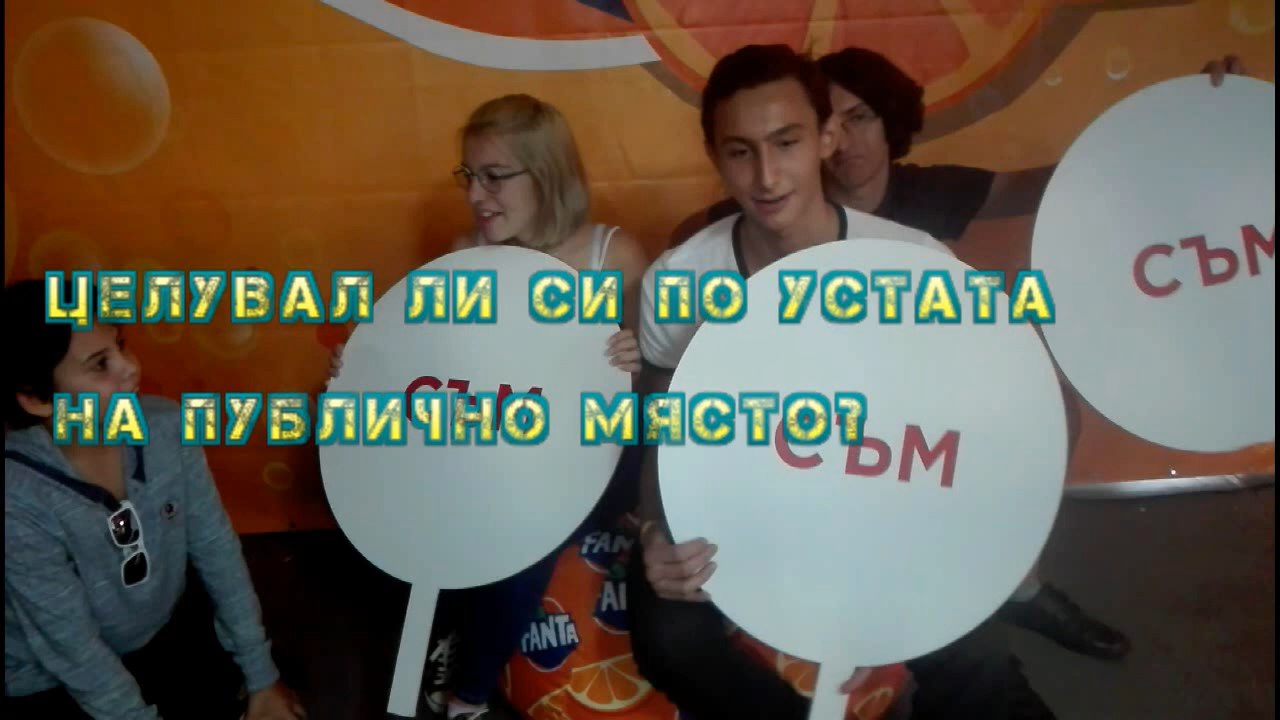 ЦЕЛУВАЛ ЛИ СИ ПО УСТАТА
НА ПУБЛИЧНО МЯСТО?
СЪМ
СЪМ
СЪМ
FANTA